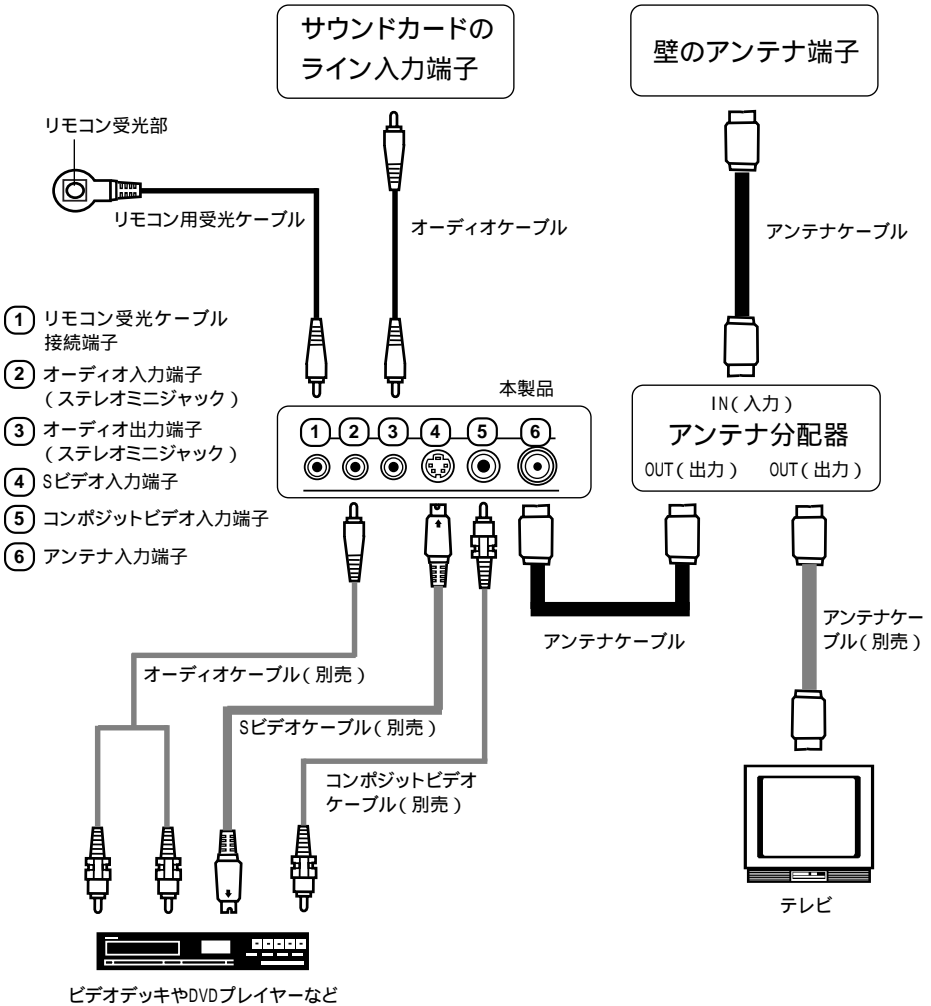 サウンドカードの
ライン入力端子
壁のアンテナ端子
リモコン受光部
リモコン用受光ケーブル
オーディオケーブル
アンテナケーブル
1 リモコン受光ケーブル
接続端子
2 オーディオ入力端子
(ステレオミニジャック)
3 オーディオ出力端子
(ステレオミニジャック)
4 Sビデオ入力端子
5 コンポジットビデオ入力端子
6 アンテナ入力端子
本製品
1 2 3 4 5 6
IN(入力)
アンテナ分配器
OUT(出力) OUT(出力)
アンテナケーブル
アンテナケー
ブル(別売)
オーディオケーブル(別売)
Sビデオケーブル(別売)
コンポジットビデオ
ケーブル(別売)
テレビ
ビデオデッキやDVDプレイヤーなど